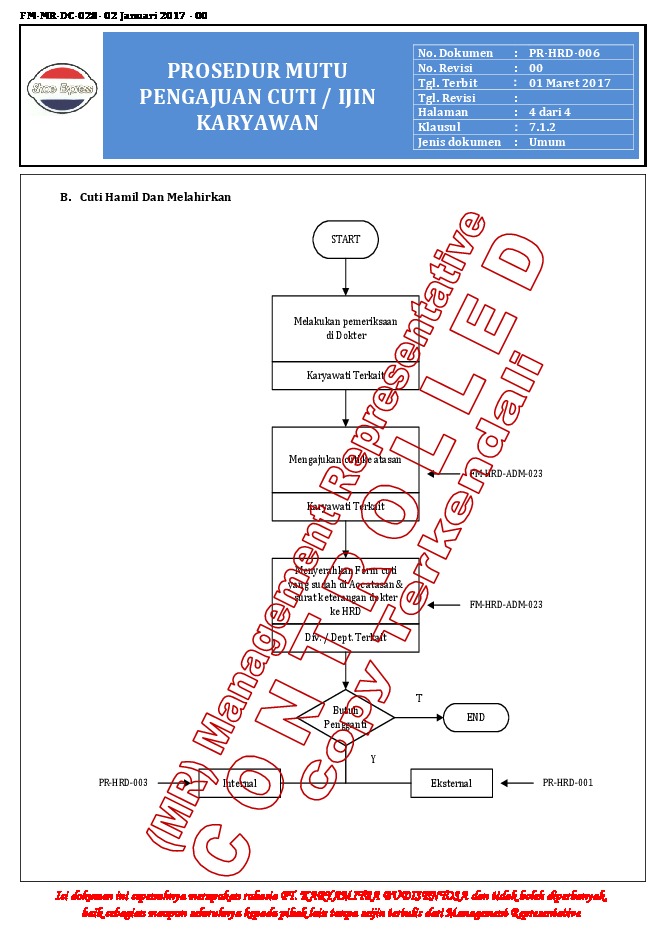 FM-MR-DC-028- 02 Januari 2017 - 00
Shoes Express
PROSEDUR MUTU
PENGAJUAN CUTI / IJIN
KARYAWAN
No. Dokumen : PR-HRD-006
No. Revisi : 00
Tgl. Terbit : 01 Maret 2017
Tgl. Revisi :
Halaman : 4 dari 4
Klausul : 7.1.2
Jenis dokumen : Umum
B. Cuti Hamil Dan Melahirkan
START
Melakukan pemeriksaan
di Dokter
Karyawati Terkait
Mengajukan cuti ke atasan
FM-HRD-ADM-023
Karyawati Terkait
Menyerahkan Form cuti
yang sudah di Acc atasan &
surat keterangan dokter
ke HRD
FM-HRD-ADM-023
Div. / Dept. Terkait
Butuh
Pengganti
T
END
Y
PR-HRD-003
Internal
Eksternal
PR-HRD-001
(MR) Management Representative
CONTROLLED
Copy Terkendali
Isi dokumen ini sepenuhnya merupakan rahasia PT. KARYAMITRA BUDISENTOSA dan tidak boleh diperbanyak,
baik sebagian maupun seluruhnya kepada pihak lain tanpa seijin tertulis dari Management Representative